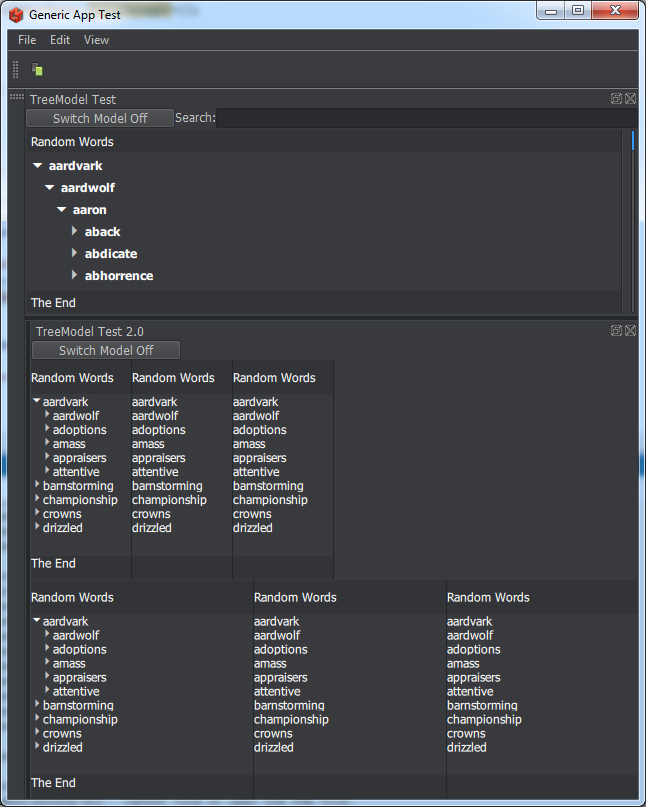 Generic App Test
File Edit View
TreeModel Test
Switch Model Off Search:
Random Words
aardvark
aardwolf
aaron
aback
abdicate
abhorrence
The End
TreeModel Test 2.0
Switch Model Off
Random Words Random Words Random Words
aardvark aardvark aardvark
aardwolf aardwolf aardwolf
adoptions adoptions adoptions
amass amass amass
appraisers appraisers appraisers
attentive attentive attentive
barnstorming barnstorming barnstorming
championship championship championship
crowns crowns crowns
drizzled drizzled drizzled
The End
Random Words Random Words Random Words
aardvark aardvark aardvark
aardwolf aardwolf aardwolf
adoptions adoptions adoptions
amass amass amass
appraisers appraisers appraisers
attentive attentive attentive
barnstorming barnstorming barnstorming
championship championship championship
crowns crowns crowns
drizzled drizzled drizzled
The End